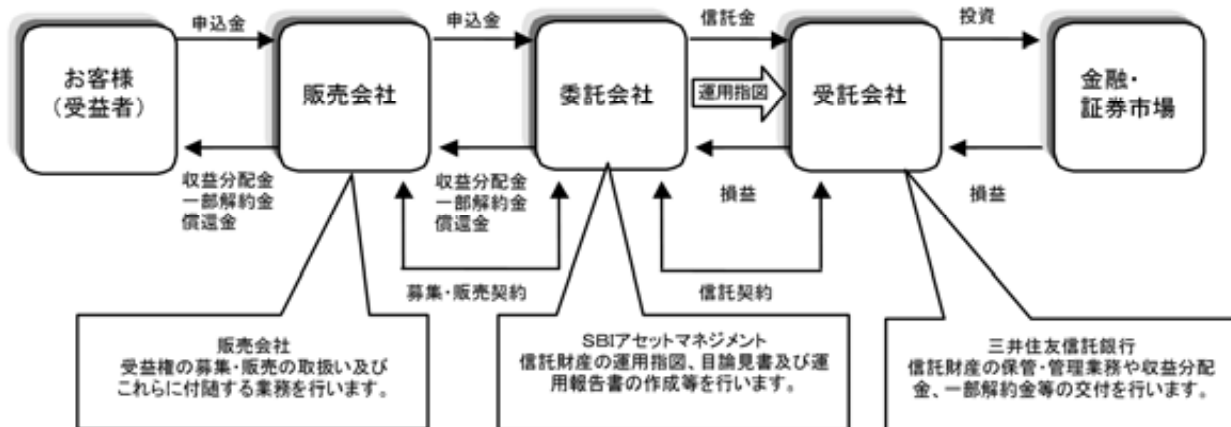 申込金
申込金
信託金
投資
お客様
（受益者）
販売会社
委託会社
運用指図
受託会社
金融・
証券市場
収益分配金
一部解約金
償還金
収益分配金
一部解約金
償還金
損益
損益
募集・販売契約
信託契約
販売会社
受益権の募集・販売の取扱い及び
これらに付随する業務を行います。
SBIアセットマネジメント
信託財産の運用指図、目論見書及び運
用報告書の作成等を行います。
三井住友信託銀行
信託財産の保管・管理業務や収益分配
金、一部解約金等の交付を行います。